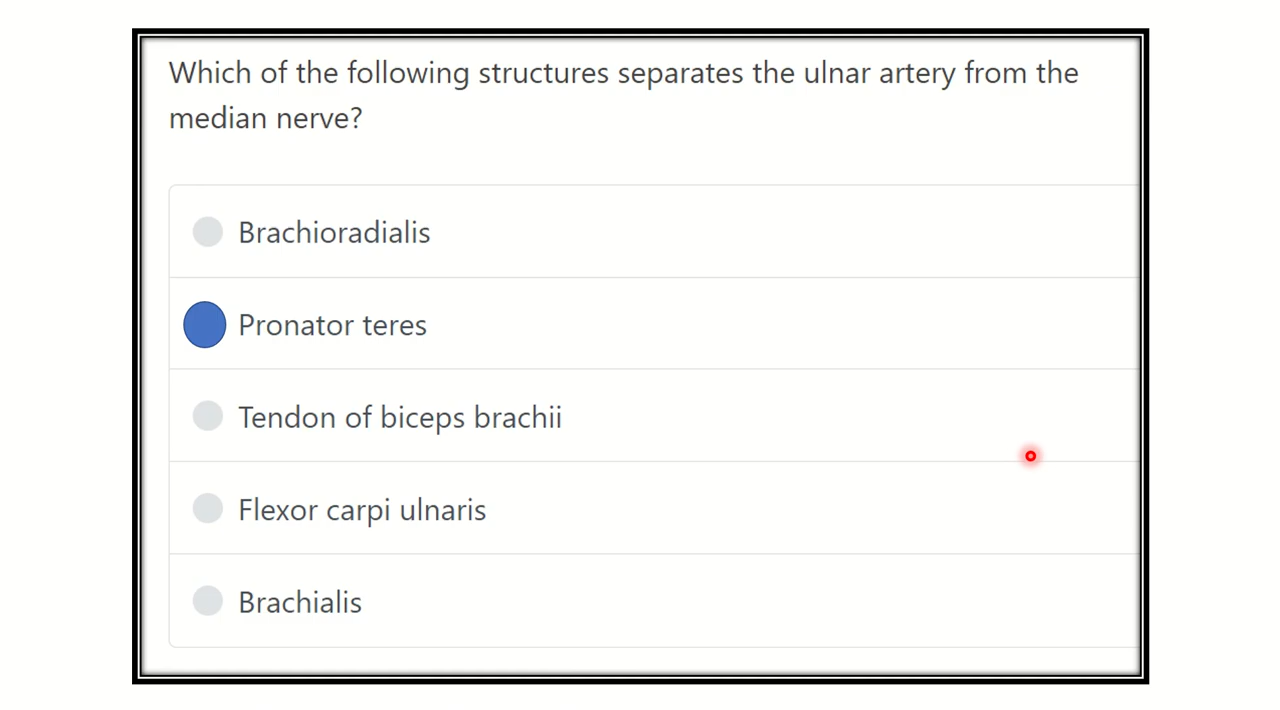 Which of the following structures separates the ulnar artery from the
median nerve?
Brachioradialis
Pronator teres
Tendon of biceps brachii
Flexor carpi ulnaris
Brachialis